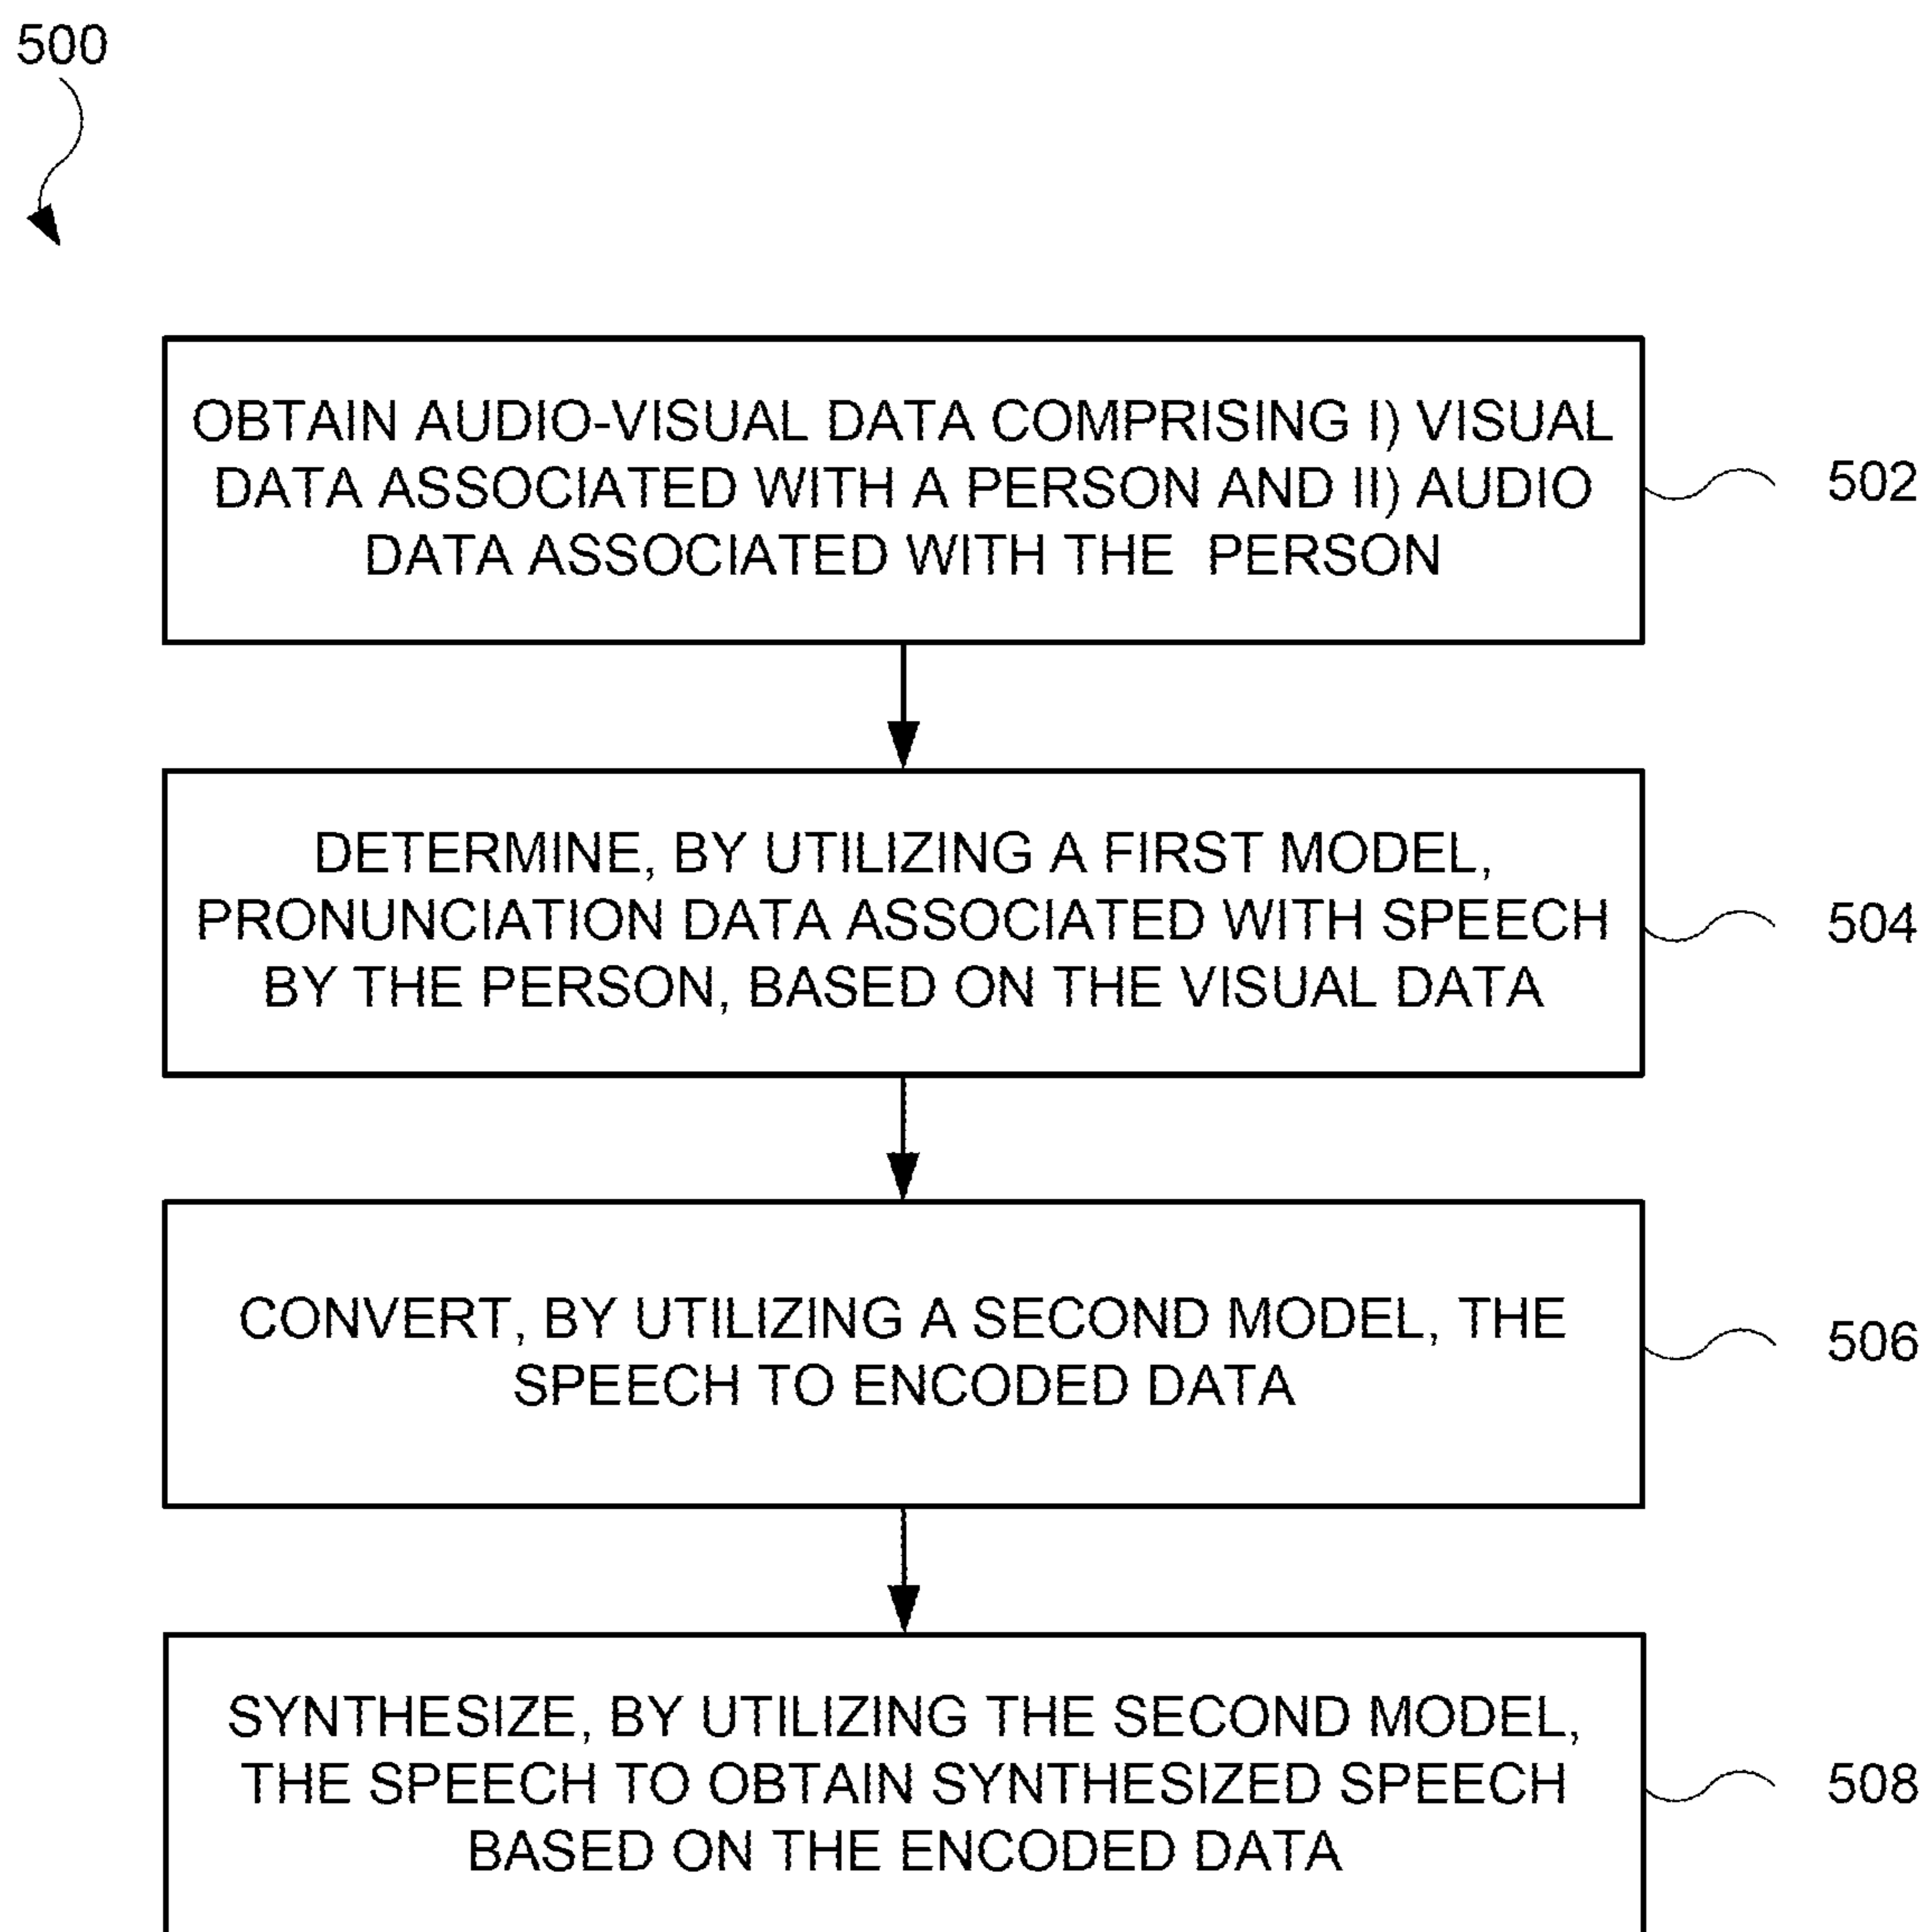 500
OBTAIN AUDIO-VISUAL DATA COMPRISING I) VISUAL
DATA ASSOCIATED WITH A PERSON AND II) AUDIO
DATA ASSOCIATED WITH THE PERSON
502
DETERMINE, BY UTILIZING A FIRST MODEL,
PRONUNCIATION DATA ASSOCIATED WITH SPEECH
BY THE PERSON, BASED ON THE VISUAL DATA
504
CONVERT, BY UTILIZING A SECOND MODEL, THE
SPEECH TO ENCODED DATA
506
SYNTHESIZE, BY UTILIZING THE SECOND MODEL,
THE SPEECH TO OBTAIN SYNTHESIZED SPEECH
BASED ON THE ENCODED DATA
508